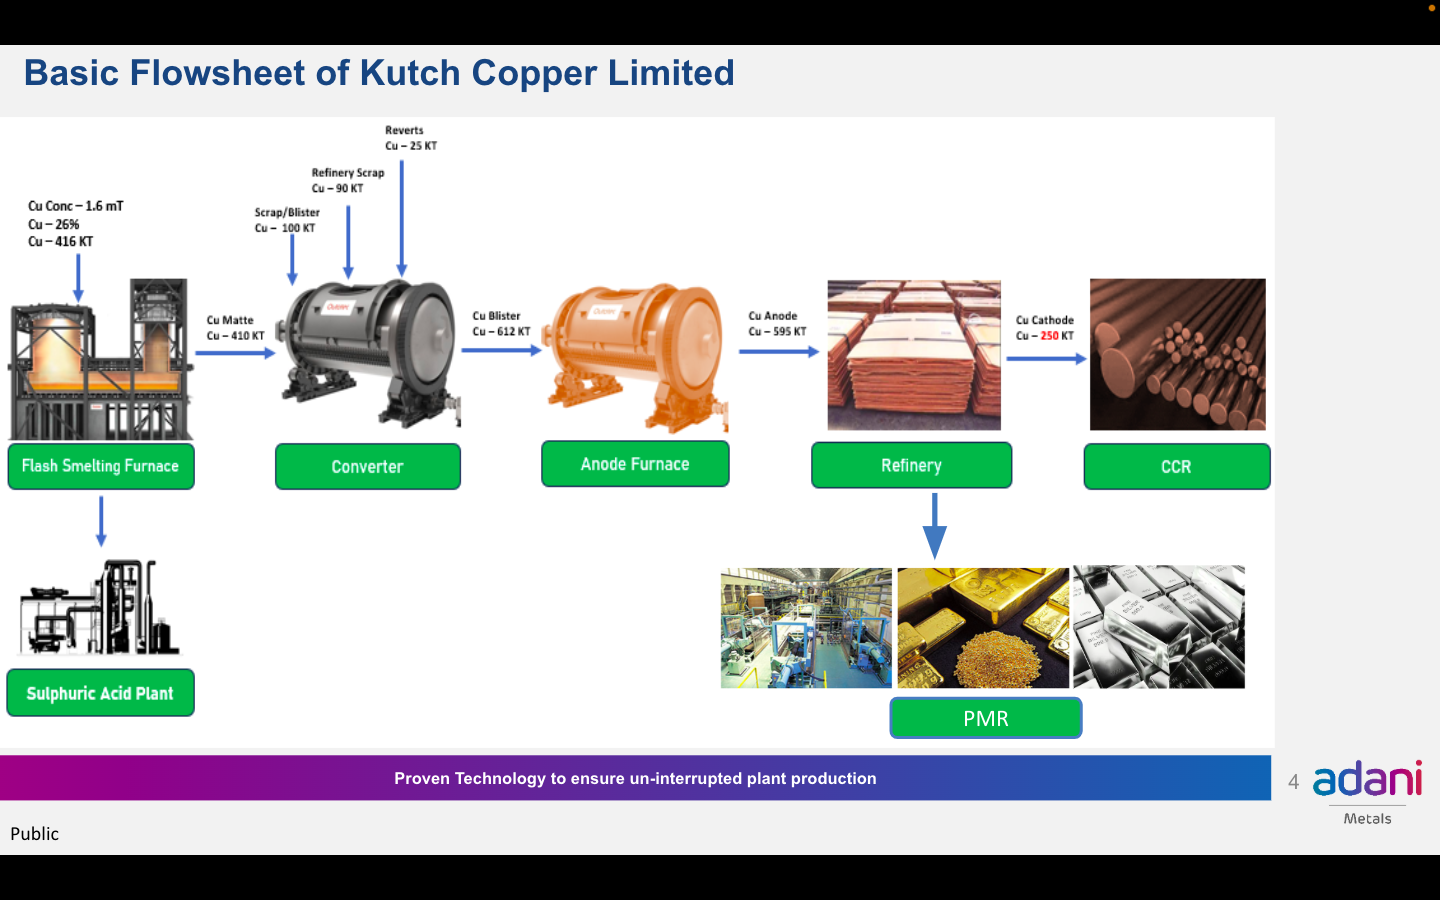 Basic Flowsheet of Kutch Copper Limited
Reverts
Cu – 25 KT
Refinery Scrap
Cu – 90 KT
Scrap/Blister
Cu – 100 KT
Cu Conc – 1.6 mT
Cu – 26%
Cu – 416 KT
Cu Matte
Cu – 410 KT
Cu Blister
Cu – 612 KT
Cu Anode
Cu – 595 KT
Cu Cathode
Cu – 250 KT
Outotec
Outotec
Flash Smelting Furnace
Converter
Anode Furnace
Refinery
CCR
Sulphuric Acid Plant
PMR
Proven Technology to ensure un-interrupted plant production
4
adani
Metals
Public